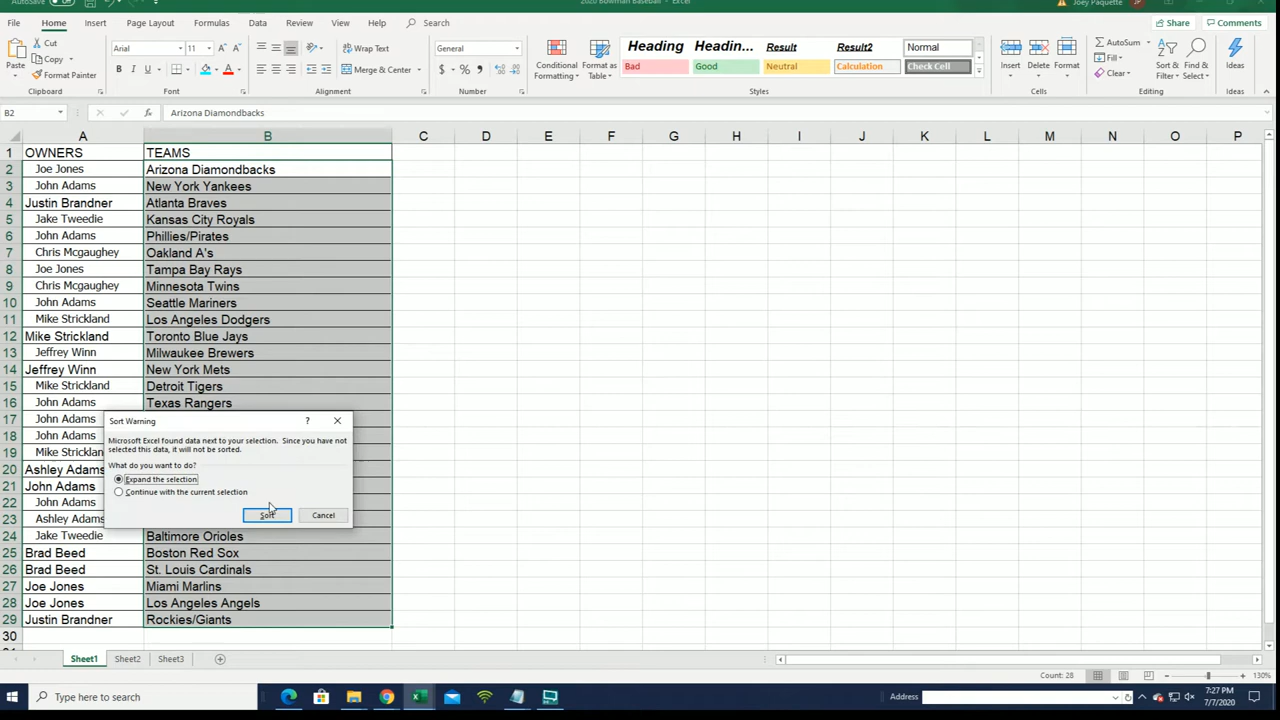 AutoSave Off 2020 Bowman Baseball - Excel Joey Paquette JP
File Home Insert Page Layout Formulas Data Review View Help Search Share Comments
Paste Cut Copy Format Painter
Arial 11 A A Wrap Text General
B I U A Merge & Center $ % 9
Conditional Formatting Format as Table
Heading Headin... Result Result2 Normal
Bad Good Neutral Calculation Check Cell
Insert Delete Format
AutoSum Fill Clear Sort & Filter Find & Select Ideas
Clipboard Font Alignment Number Styles Cells Editing Ideas
B2 fx Arizona Diamondbacks
A B C D E F G H I J K L M N O P
1 OWNERS TEAMS
2 Joe Jones Arizona Diamondbacks
3 John Adams New York Yankees
4 Justin Brandner Atlanta Braves
5 Jake Tweedie Kansas City Royals
6 John Adams Phillies/Pirates
7 Chris Mcgaughey Oakland A's
8 Joe Jones Tampa Bay Rays
9 Chris Mcgaughey Minnesota Twins
10 John Adams Seattle Mariners
11 Mike Strickland Los Angeles Dodgers
12 Mike Strickland Toronto Blue Jays
13 Jeffrey Winn Milwaukee Brewers
14 Jeffrey Winn New York Mets
15 Mike Strickland Detroit Tigers
16 John Adams Texas Rangers
17 John Adams
18 John Adams
19 Mike Strickland
20 Ashley Adams
21 John Adams
22 John Adams
23 Ashley Adams
24 Jake Tweedie Baltimore Orioles
25 Brad Beed Boston Red Sox
26 Brad Beed St. Louis Cardinals
27 Joe Jones Miami Marlins
28 Joe Jones Los Angeles Angels
29 Justin Brandner Rockies/Giants
30
Sort Warning ?
Microsoft Excel found data next to your selection. Since you have not
selected this data, it will not be sorted.
What do you want to do?
Expand the selection
Continue with the current selection
Sort Cancel
Sheet1 Sheet2 Sheet3
Count: 28 130%
Type here to search Address 7:27 PM
7/7/2020